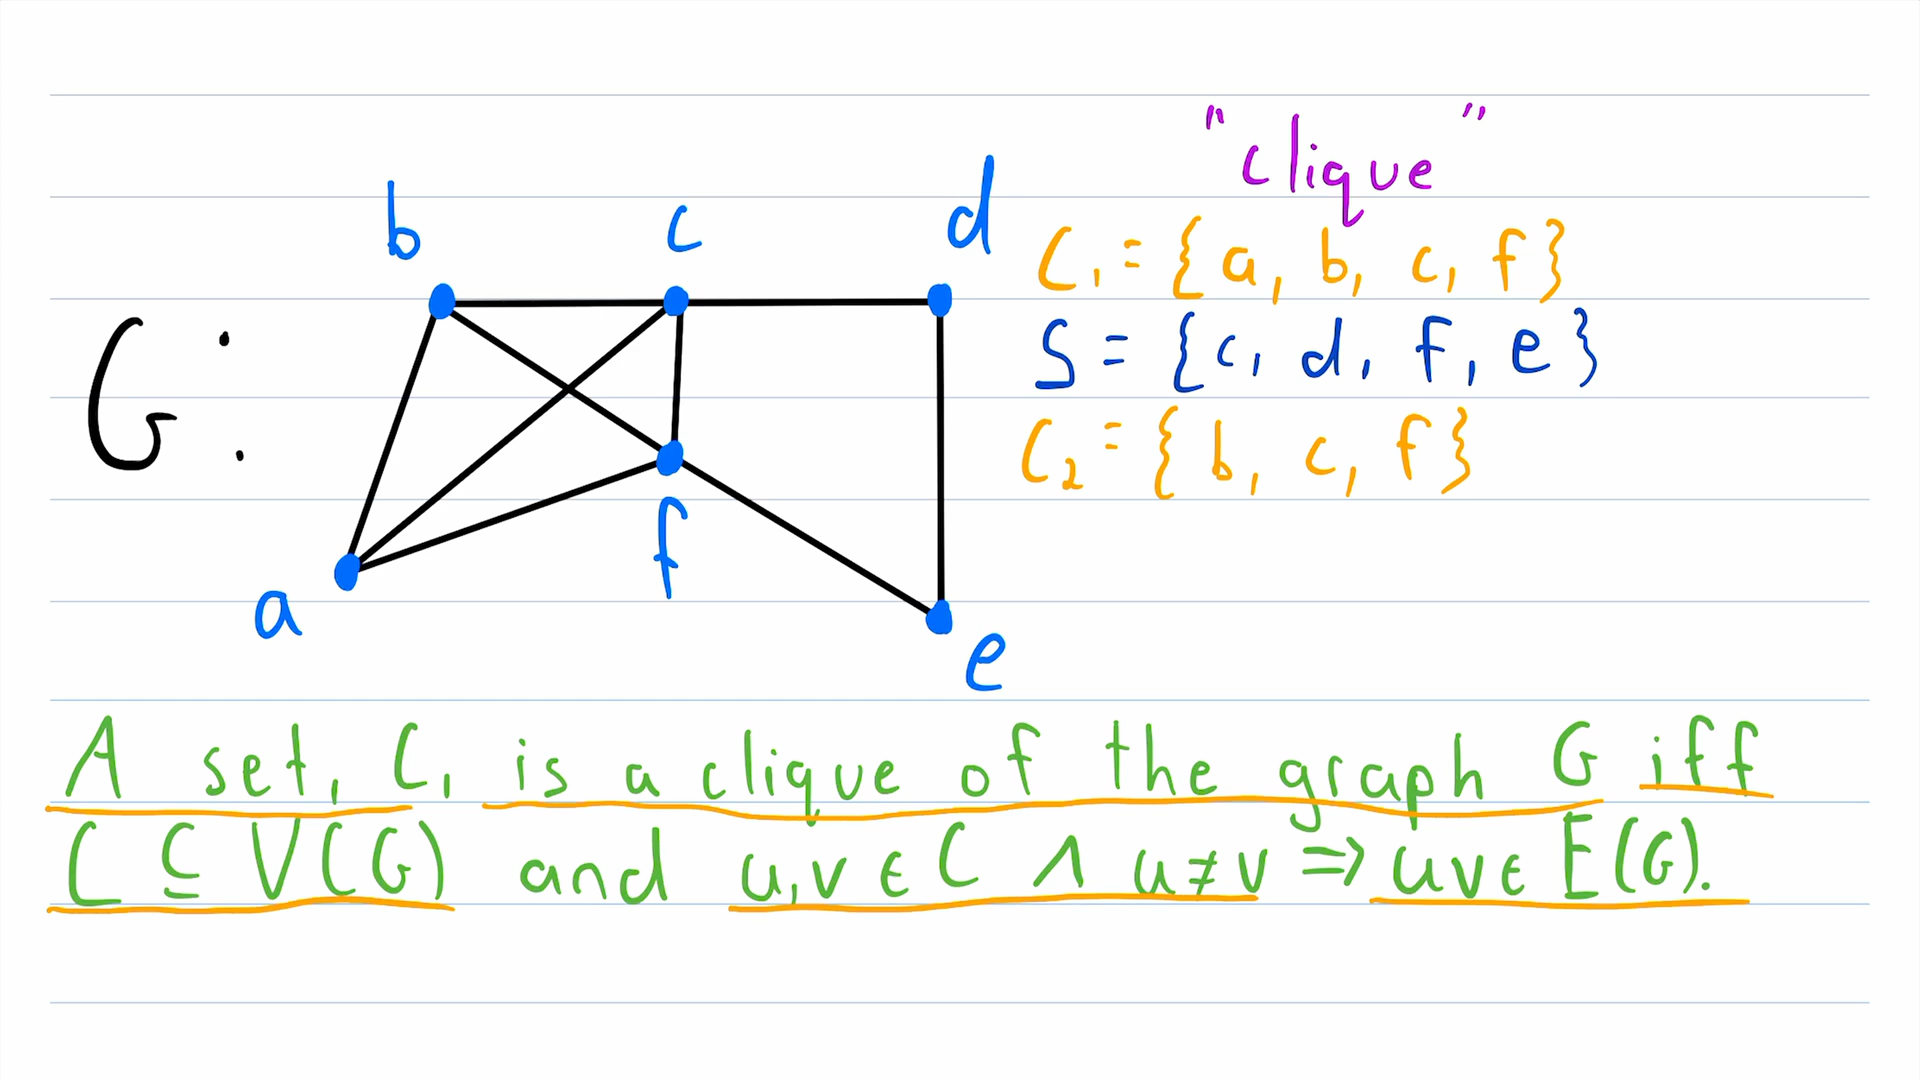 "clique"
b c d
C₁ = {a, b, c, f}
G:
S = {c, d, f, e}
C₂ = {b, c, f}
f
a
e
A set, C, is a clique of the graph G iff
C ⊆ V(G) and u,v ∈ C ∧ u≠v ⇒ uv∈ E(G).